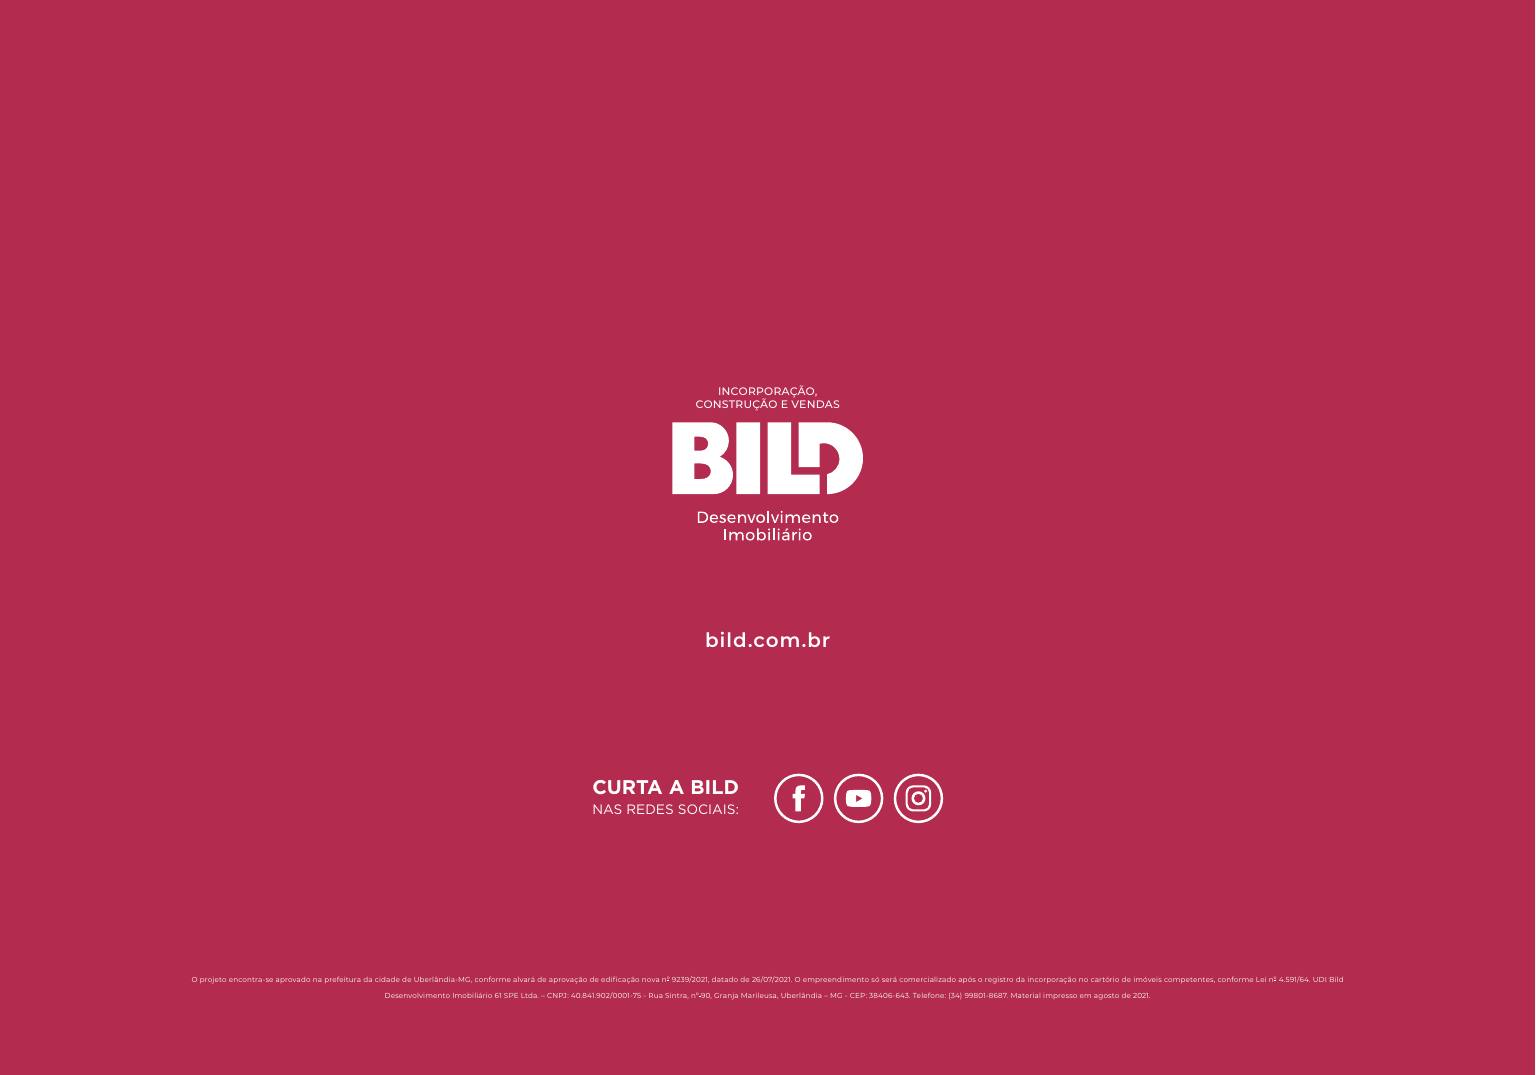 INCORPORAÇÃO,
CONSTRUÇÃO E VENDAS
BILD
Desenvolvimento
Imobiliário
bild.com.br
CURTA A BILD
NAS REDES SOCIAIS:
O projeto encontra-se aprovado na prefeitura da cidade de Uberlândia-MG, conforme alvará de aprovação de edificação nova nº 9239/2021, datado de 26/07/2021. O empreendimento só será comercializado após o registro da incorporação no cartório de imóveis competentes, conforme Lei nº 4.591/64. UDI Bild
Desenvolvimento Imobiliário 61 SPE Ltda. – CNPJ: 40.841.902/0001-75 - Rua Sintra, nº-90, Granja Marileusa, Uberlândia – MG - CEP: 38406-643. Telefone: (34) 99801-8687. Material impresso em agosto de 2021.